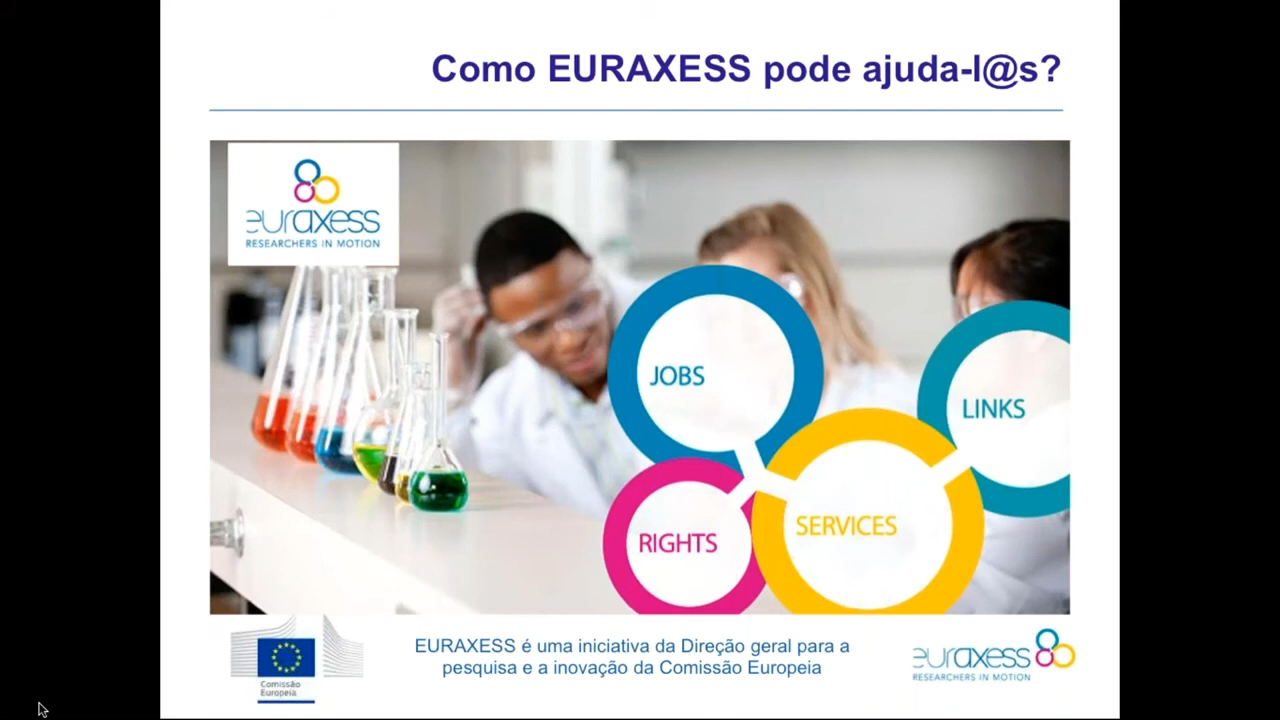 Como EURAXESS pode ajuda-l@s?
euraxess
RESEARCHERS IN MOTION
JOBS
LINKS
SERVICES
RIGHTS
Comissão
Europeia
EURAXESS é uma iniciativa da Direção geral para a
pesquisa e a inovação da Comissão Europeia
euraxess
RESEARCHERS IN MOTION